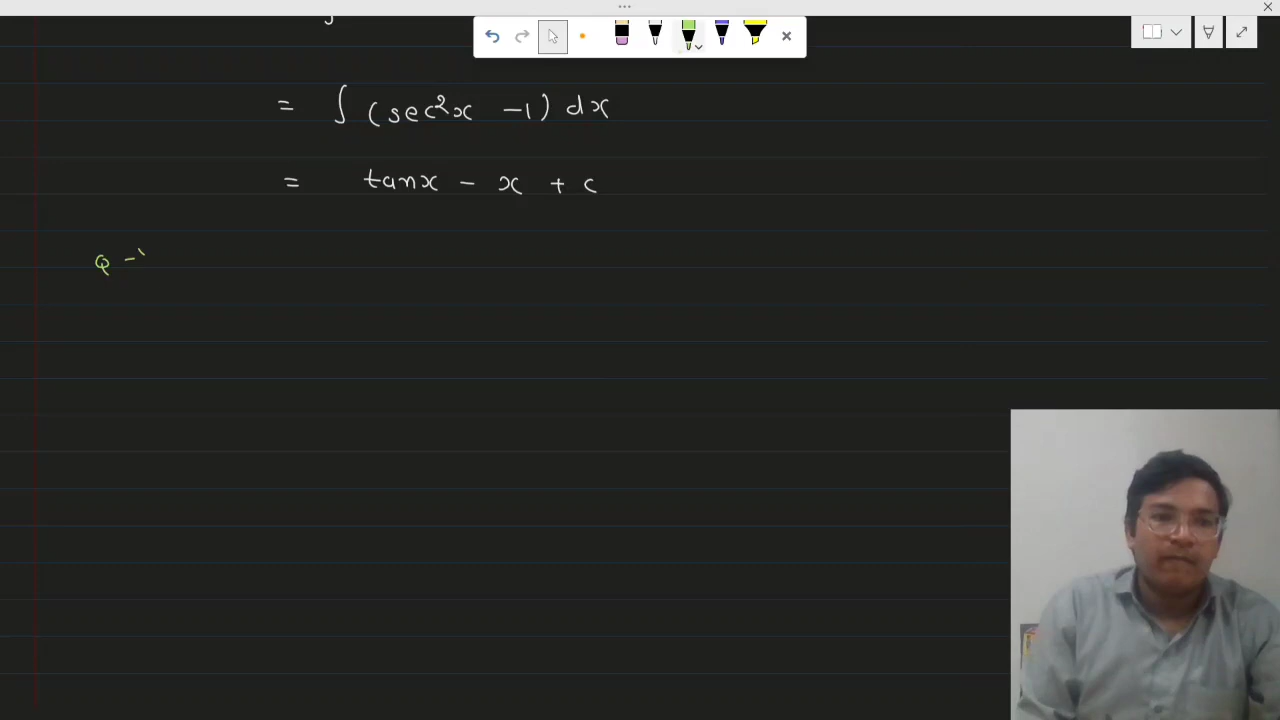 = ∫ (sec²x - 1) dx
= tanx - x + c
Q -